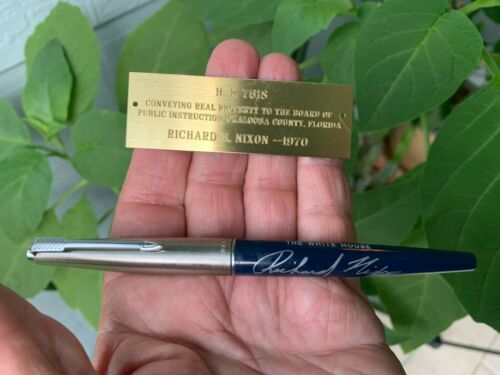 H. R. 7618
CONVEYING REAL PROPERTY TO THE BOARD OF
PUBLIC INSTRUCTION OKALOOSA COUNTY, FLORIDA
RICHARD M. NIXON --1970
THE WHITE HOUSE
Richard Nixon